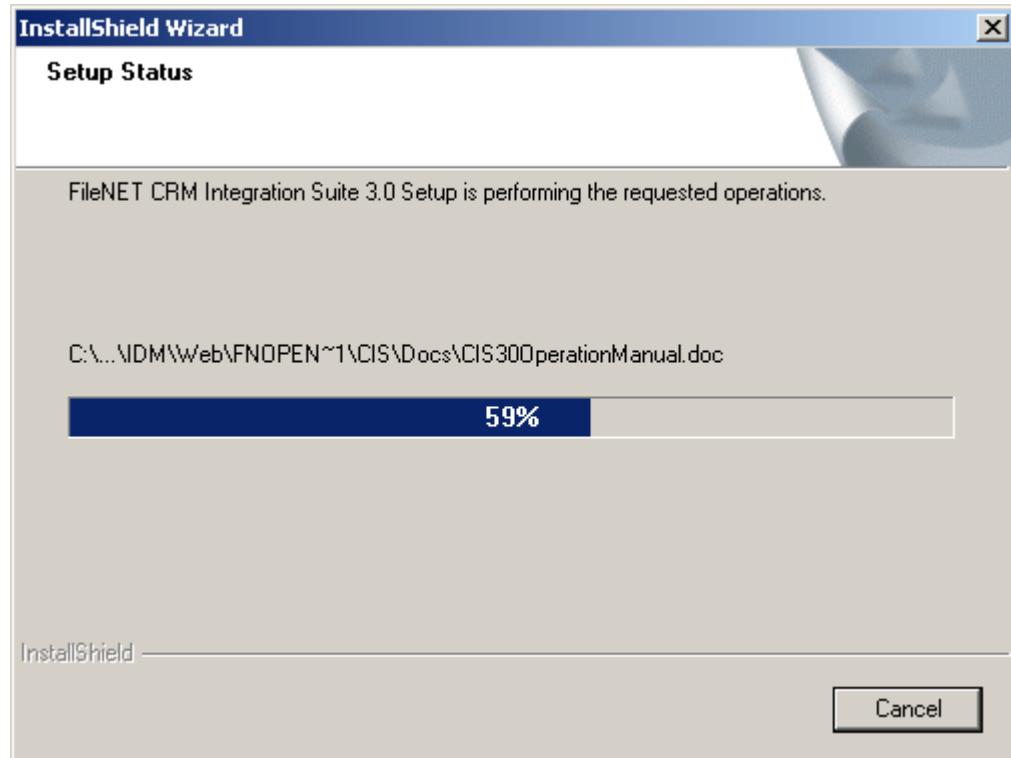 InstallShield Wizard
Setup Status
FileNET CRM Integration Suite 3.0 Setup is performing the requested operations.
C:\...\IDM\Web\FNOPEN~1\CIS\Docs\CIS30OperationManual.doc
59%
InstallShield
Cancel